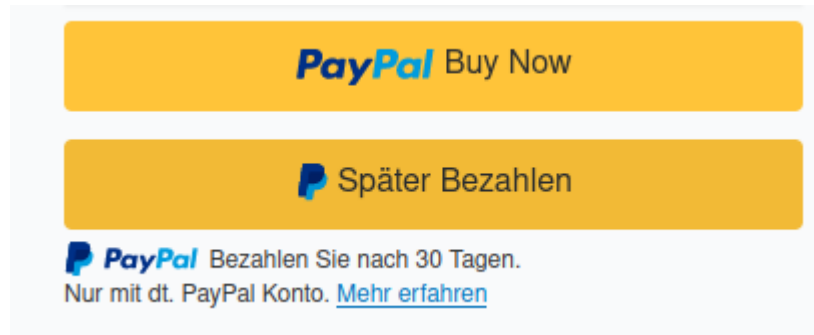 PayPal Buy Now
Später Bezahlen
PayPal Bezahlen Sie nach 30 Tagen.
Nur mit dt. PayPal Konto. Mehr erfahren